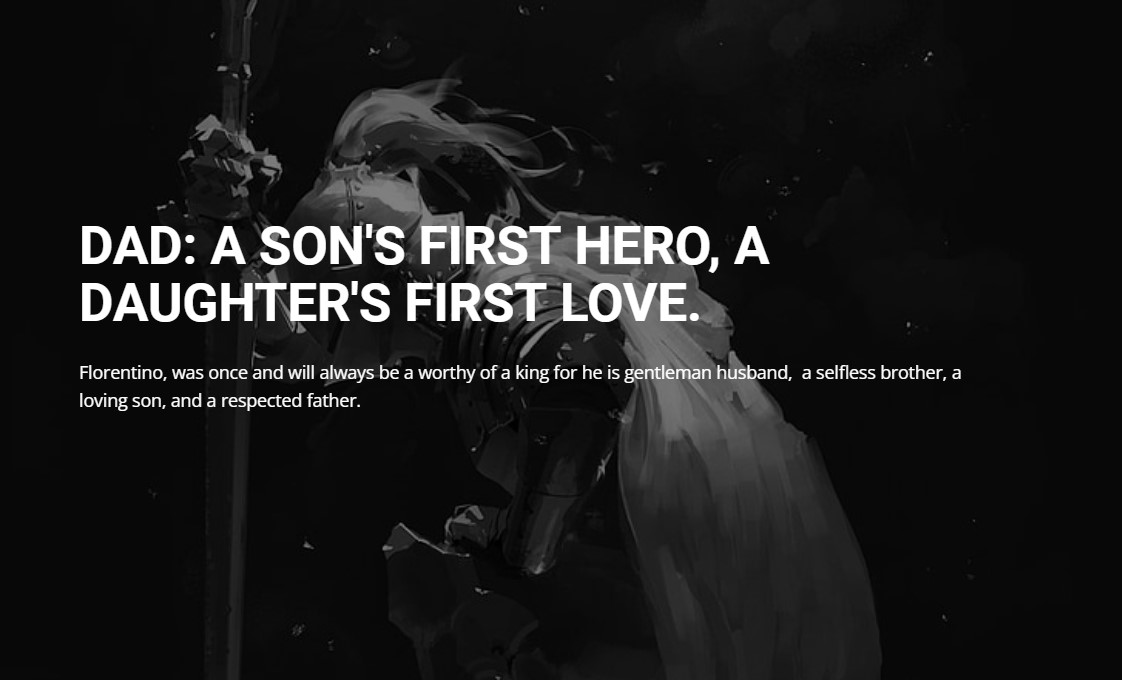 DAD: A SON'S FIRST HERO, A
DAUGHTER'S FIRST LOVE.
Florentino, was once and will always be a worthy of a king for he is gentleman husband,  a selfless brother, a
loving son, and a respected father.